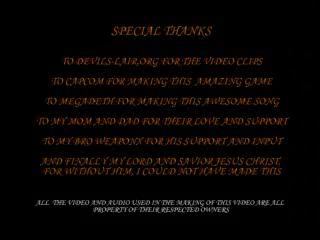 SPECIAL THANKS
TO DEVILS-LAIR.ORG FOR THE VIDEO CLIPS
TO CAPCOM FOR MAKING THIS AMAZING GAME
TO MEGADETH FOR MAKING THIS AWESOME SONG
TO MY MOM AND DAD FOR THEIR LOVE AND SUPPORT
TO MY BRO WEAPONX FOR HIS SUPPORT AND INPUT
AND FINALLY MY LORD AND SAVIOR JESUS CHRIST,
FOR WITHOUT HIM, I COULD NOT HAVE MADE THIS
ALL THE VIDEO AND AUDIO USED IN THE MAKING OF THIS VIDEO ARE ALL
PROPERTY OF THEIR RESPECTED OWNERS